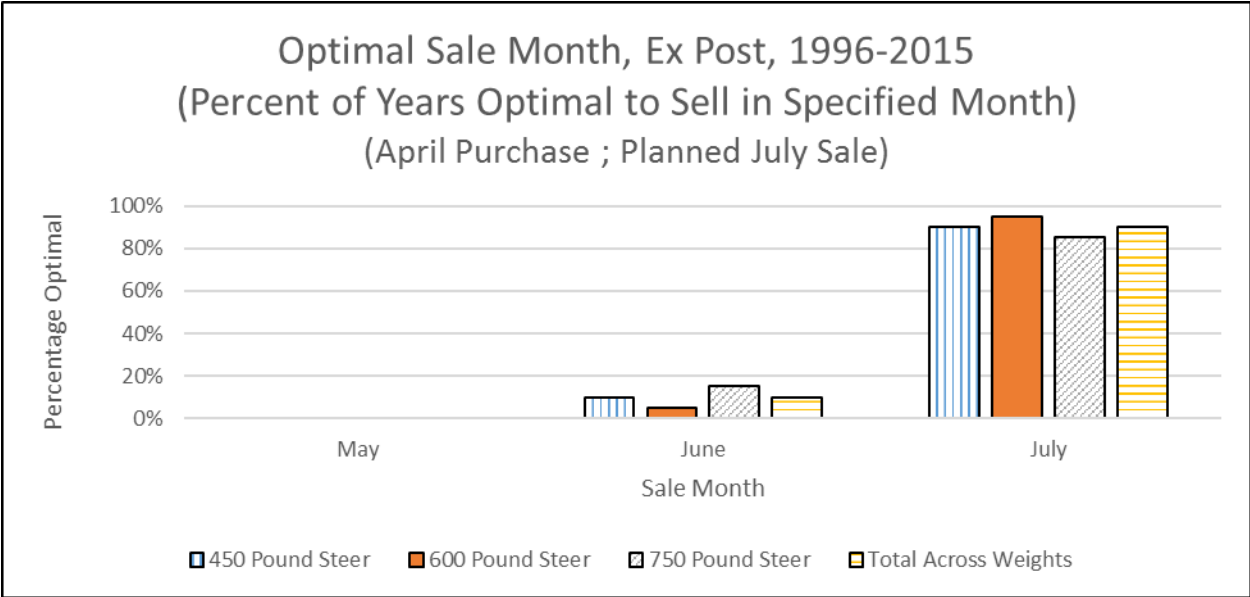 Optimal Sale Month, Ex Post, 1996-2015
(Percent of Years Optimal to Sell in Specified Month)
(April Purchase ; Planned July Sale)
Percentage Optimal
100%
80%
60%
40%
20%
0%
May June July
Sale Month
450 Pound Steer 600 Pound Steer 750 Pound Steer Total Across Weights